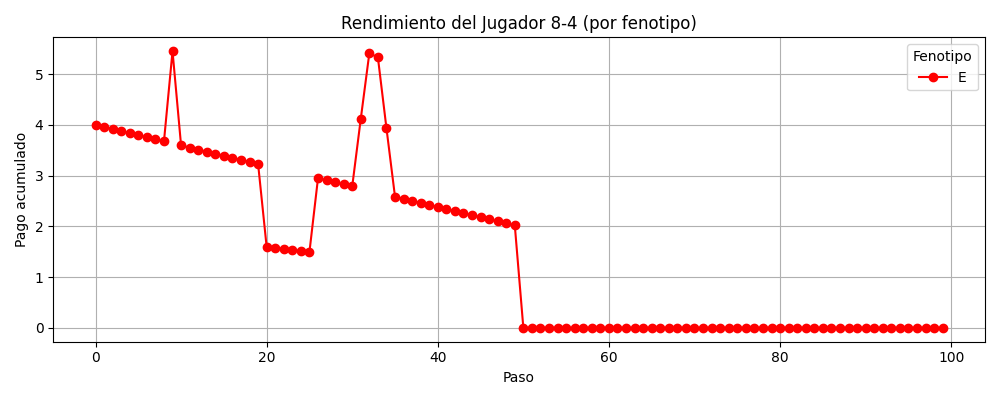 Rendimiento del Jugador 8-4 (por fenotipo)
Pago acumulado
5
4
3
2
1
0
Fenotipo
E
0 20 40 60 80 100
Paso